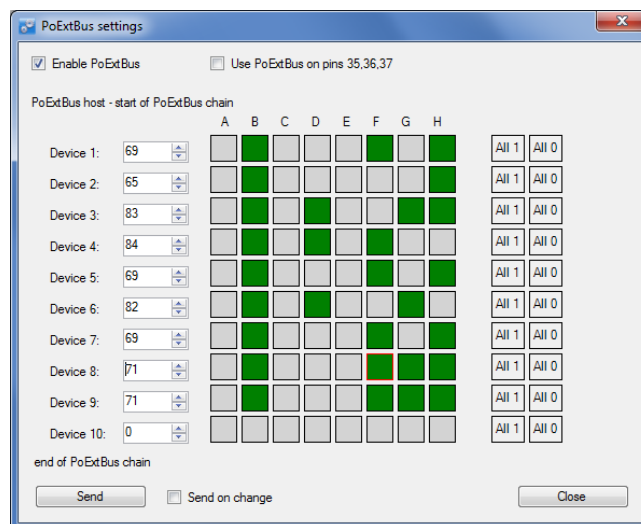 PoExtBus settings
Enable PoExtBus Use PoExtBus on pins 35,36,37
PoExtBus host - start of PoExtBus chain
A B C D E F G H
Device 1: 69 All 1 All 0
Device 2: 65 All 1 All 0
Device 3: 83 All 1 All 0
Device 4: 84 All 1 All 0
Device 5: 69 All 1 All 0
Device 6: 82 All 1 All 0
Device 7: 69 All 1 All 0
Device 8: 71 All 1 All 0
Device 9: 71 All 1 All 0
Device 10: 0 All 1 All 0
end of PoExtBus chain
Send Send on change Close